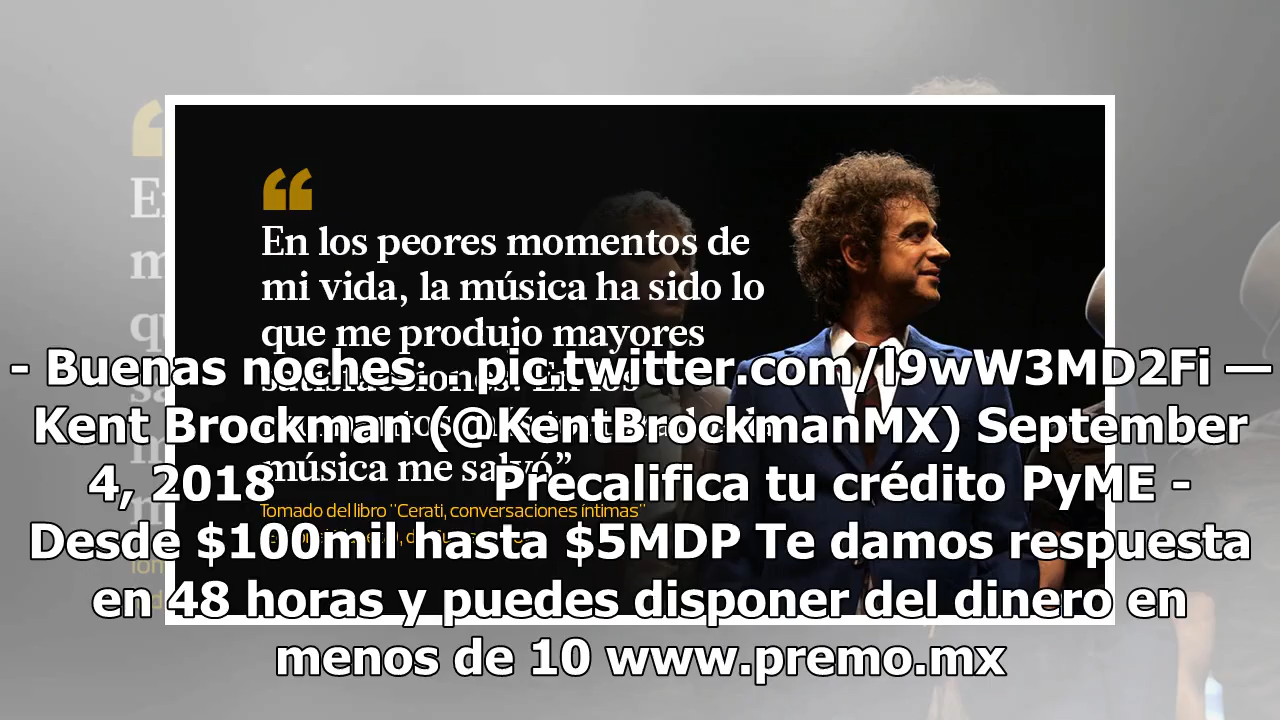 “
En los peores momentos de
mi vida, la música ha sido lo
que me produjo mayores
En los
música me salvó”
Tomado del libro “Cerati, conversaciones íntimas”
- Buenas noches. . pic.twitter.com/l9wW3MD2Fi —
Kent Brockman (@KentBrockmanMX) September
4, 2018 Precalifica tu crédito PyME -
Desde $100mil hasta $5MDP Te damos respuesta
en 48 horas y puedes disponer del dinero en
menos de 10 www.premo.mx